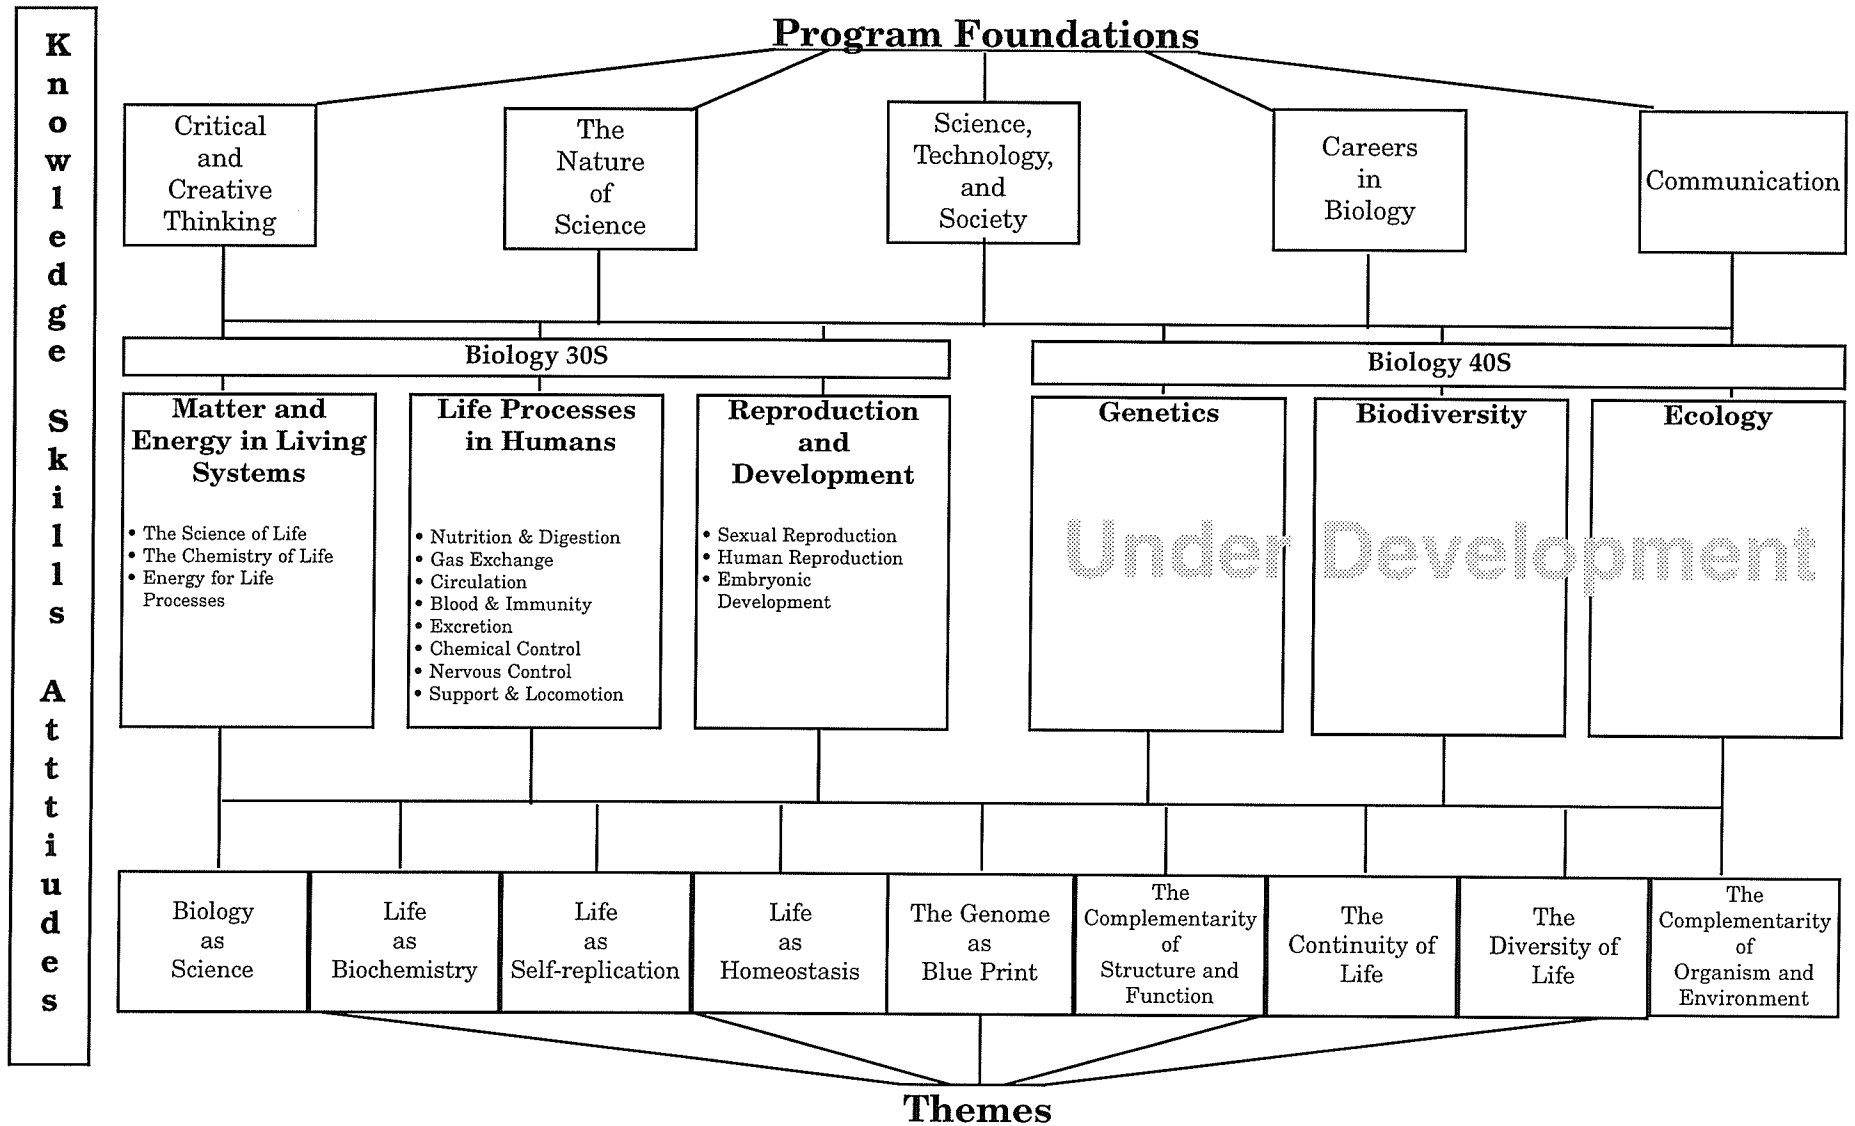 Knowledge Skills Attitudes
Program Foundations
Critical
and
Creative
Thinking
The
Nature
of
Science
Science,
Technology,
and
Society
Careers
in
Biology
Communication
Biology 30S
Biology 40S
Matter and
Energy in Living
Systems
• The Science of Life
• The Chemistry of Life
• Energy for Life
Processes
Life Processes
in Humans
• Nutrition & Digestion
• Gas Exchange
• Circulation
• Blood & Immunity
• Excretion
• Chemical Control
• Nervous Control
• Support & Locomotion
Reproduction
and
Development
• Sexual Reproduction
• Human Reproduction
• Embryonic
Development
Genetics
Biodiversity
Ecology
Under Development
Biology
as
Science
Life
as
Biochemistry
Life
as
Self-replication
Life
as
Homeostasis
The Genome
as
Blue Print
The
Complementarity
of
Structure and
Function
The
Continuity of
Life
The
Diversity of
Life
The
Complementarity
of
Organism and
Environment
Themes